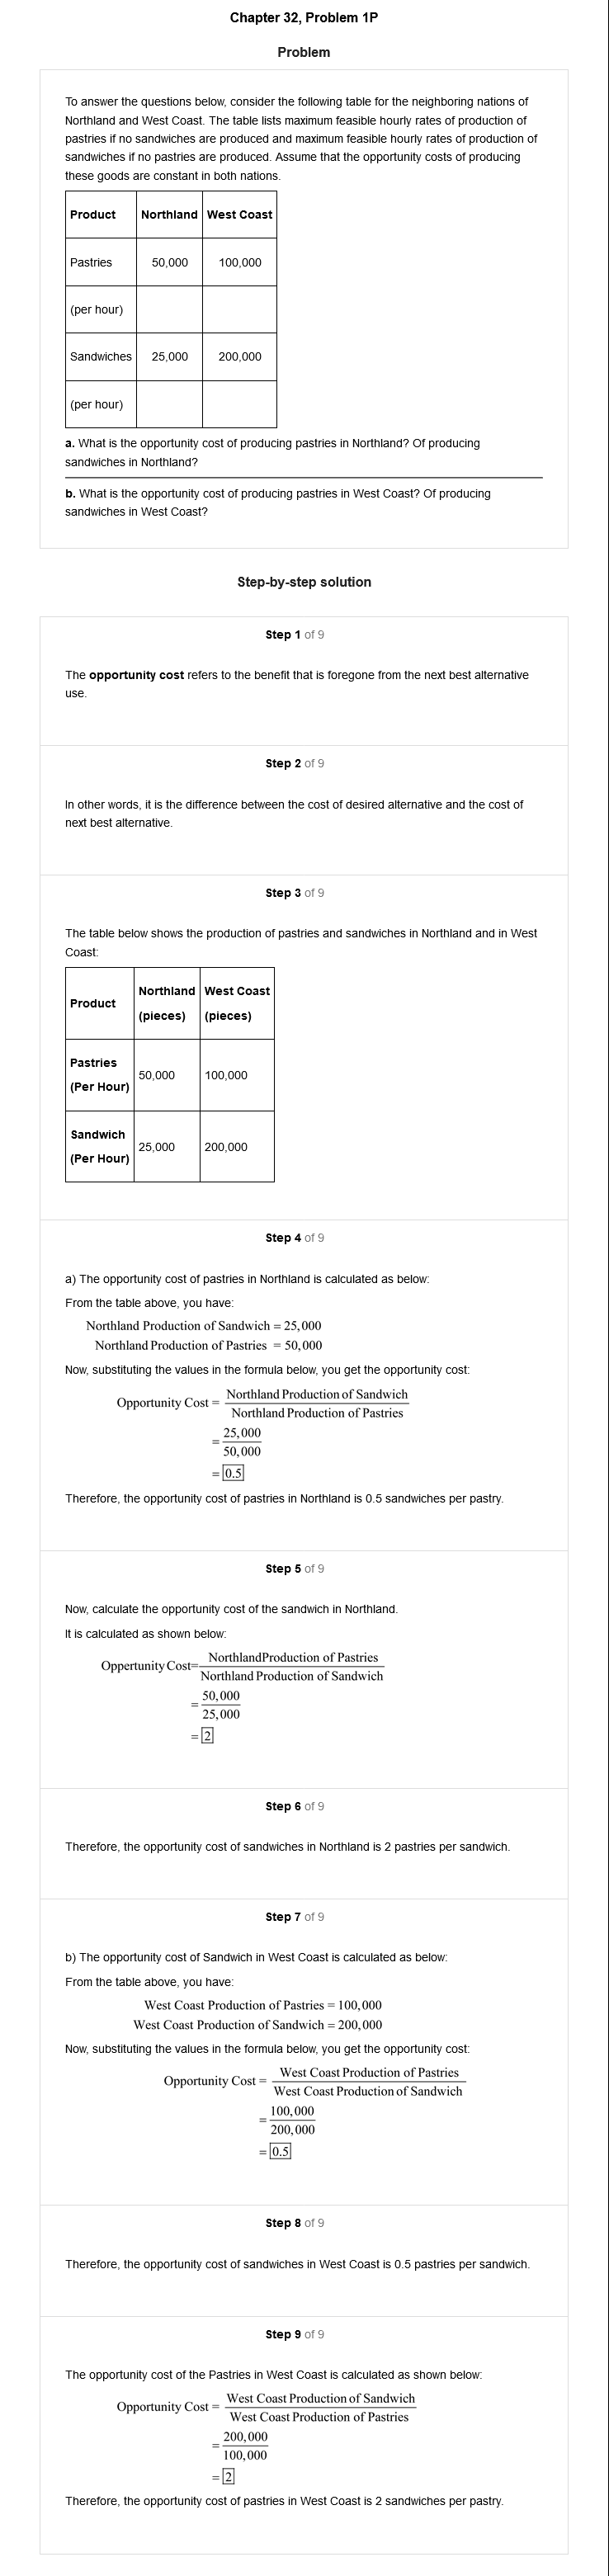 Chapter 32, Problem 1P
Problem
To answer the questions below, consider the following table for the neighboring nations of
Northland and West Coast. The table lists maximum feasible hourly rates of production of
pastries if no sandwiches are produced and maximum feasible hourly rates of production of
sandwiches if no pastries are produced. Assume that the opportunity costs of producing
these goods are constant in both nations.
Product Northland West Coast
Pastries 50,000 100,000
(per hour)
Sandwiches 25,000 200,000
(per hour)
a. What is the opportunity cost of producing pastries in Northland? Of producing
sandwiches in Northland?
b. What is the opportunity cost of producing pastries in West Coast? Of producing
sandwiches in West Coast?
Step-by-step solution
Step 1 of 9
The opportunity cost refers to the benefit that is foregone from the next best alternative
use.
Step 2 of 9
In other words, it is the difference between the cost of desired alternative and the cost of
next best alternative.
Step 3 of 9
The table below shows the production of pastries and sandwiches in Northland and in West
Coast:
Product Northland West Coast
(pieces) (pieces)
Pastries
(Per Hour) 50,000 100,000
Sandwich
(Per Hour) 25,000 200,000
Step 4 of 9
a) The opportunity cost of pastries in Northland is calculated as below:
From the table above, you have:
Northland Production of Sandwich = 25,000
Northland Production of Pastries = 50,000
Now, substituting the values in the formula below, you get the opportunity cost:
Opportunity Cost = Northland Production of Sandwich
Northland Production of Pastries
= 25,000
50,000
= 0.5
Therefore, the opportunity cost of pastries in Northland is 0.5 sandwiches per pastry.
Step 5 of 9
Now, calculate the opportunity cost of the sandwich in Northland.
It is calculated as shown below:
Oppertunity Cost= NorthlandProduction of Pastries
Northland Production of Sandwich
= 50,000
25,000
= 2
Step 6 of 9
Therefore, the opportunity cost of sandwiches in Northland is 2 pastries per sandwich.
Step 7 of 9
b) The opportunity cost of Sandwich in West Coast is calculated as below:
From the table above, you have:
West Coast Production of Pastries = 100,000
West Coast Production of Sandwich = 200,000
Now, substituting the values in the formula below, you get the opportunity cost:
Opportunity Cost = West Coast Production of Pastries
West Coast Production of Sandwich
= 100,000
200,000
= 0.5
Step 8 of 9
Therefore, the opportunity cost of sandwiches in West Coast is 0.5 pastries per sandwich.
Step 9 of 9
The opportunity cost of the Pastries in West Coast is calculated as shown below:
Opportunity Cost = West Coast Production of Sandwich
West Coast Production of Pastries
= 200,000
100,000
= 2
Therefore, the opportunity cost of pastries in West Coast is 2 sandwiches per pastry.